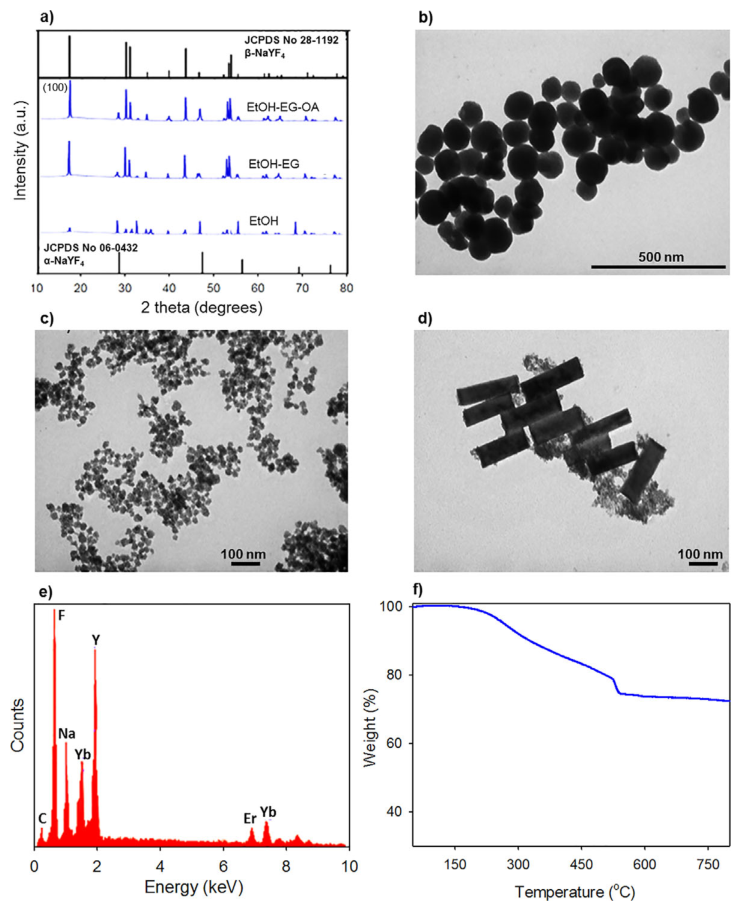 a)
JCPDS No 28-1192
β-NaYF4
(100)
EtOH-EG-OA
EtOH-EG
EtOH
JCPDS No 06-0432
α-NaYF4
Intensity (a.u.)
10 20 30 40 50 60 70 80
2 theta (degrees)
b)
500 nm
c)
100 nm
d)
100 nm
e)
F
Y
Na
Yb
C
Er
Yb
Counts
0 2 4 6 8 10
Energy (keV)
f)
100
80
60
40
Weight (%)
150 300 450 600 750
Temperature (°C)